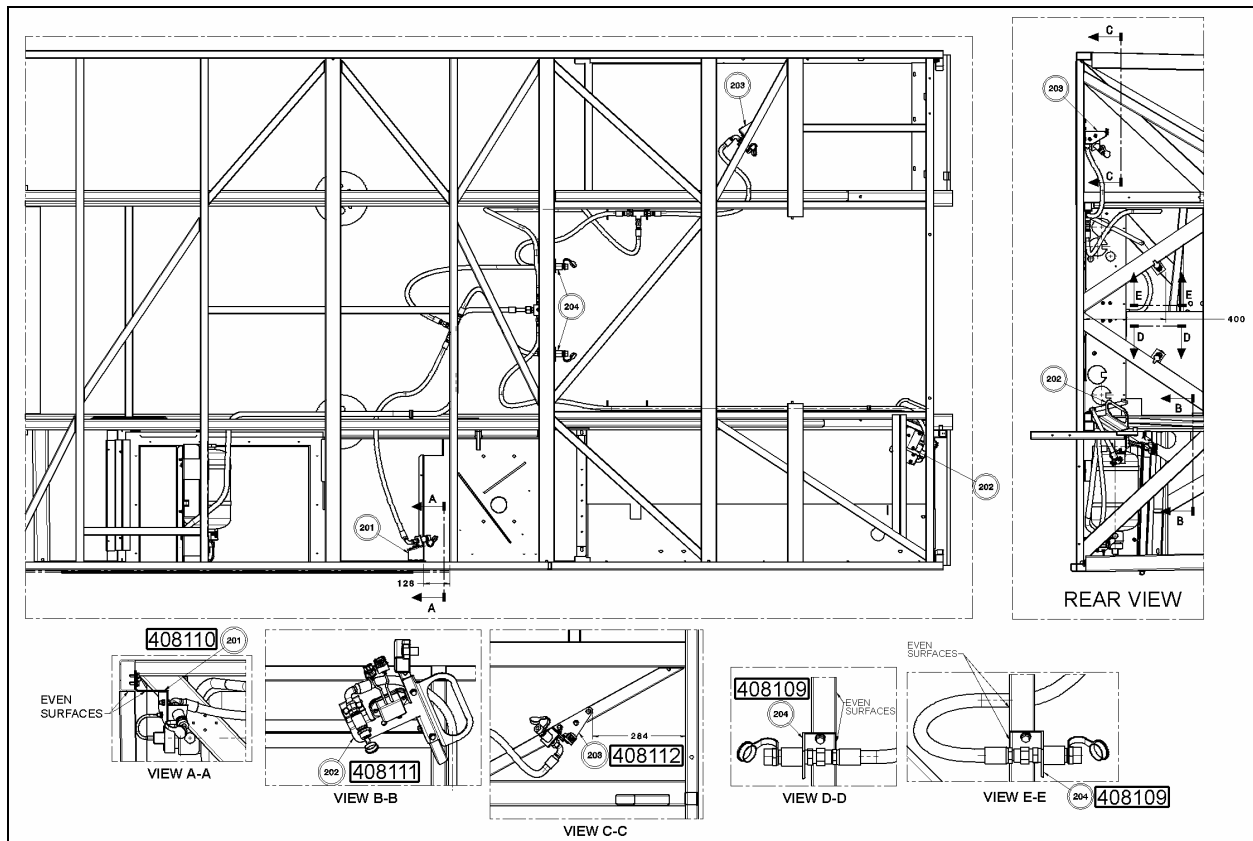 203
204
202
201
A
128
A
C
203
C
E
E
400
D
D
202
B
B
REAR VIEW
408110
201
EVEN
SURFACES
VIEW A-A
202
408111
VIEW B-B
284
203
408112
VIEW C-C
408109
204
EVEN
SURFACES
VIEW D-D
EVEN
SURFACES
VIEW E-E
204
408109